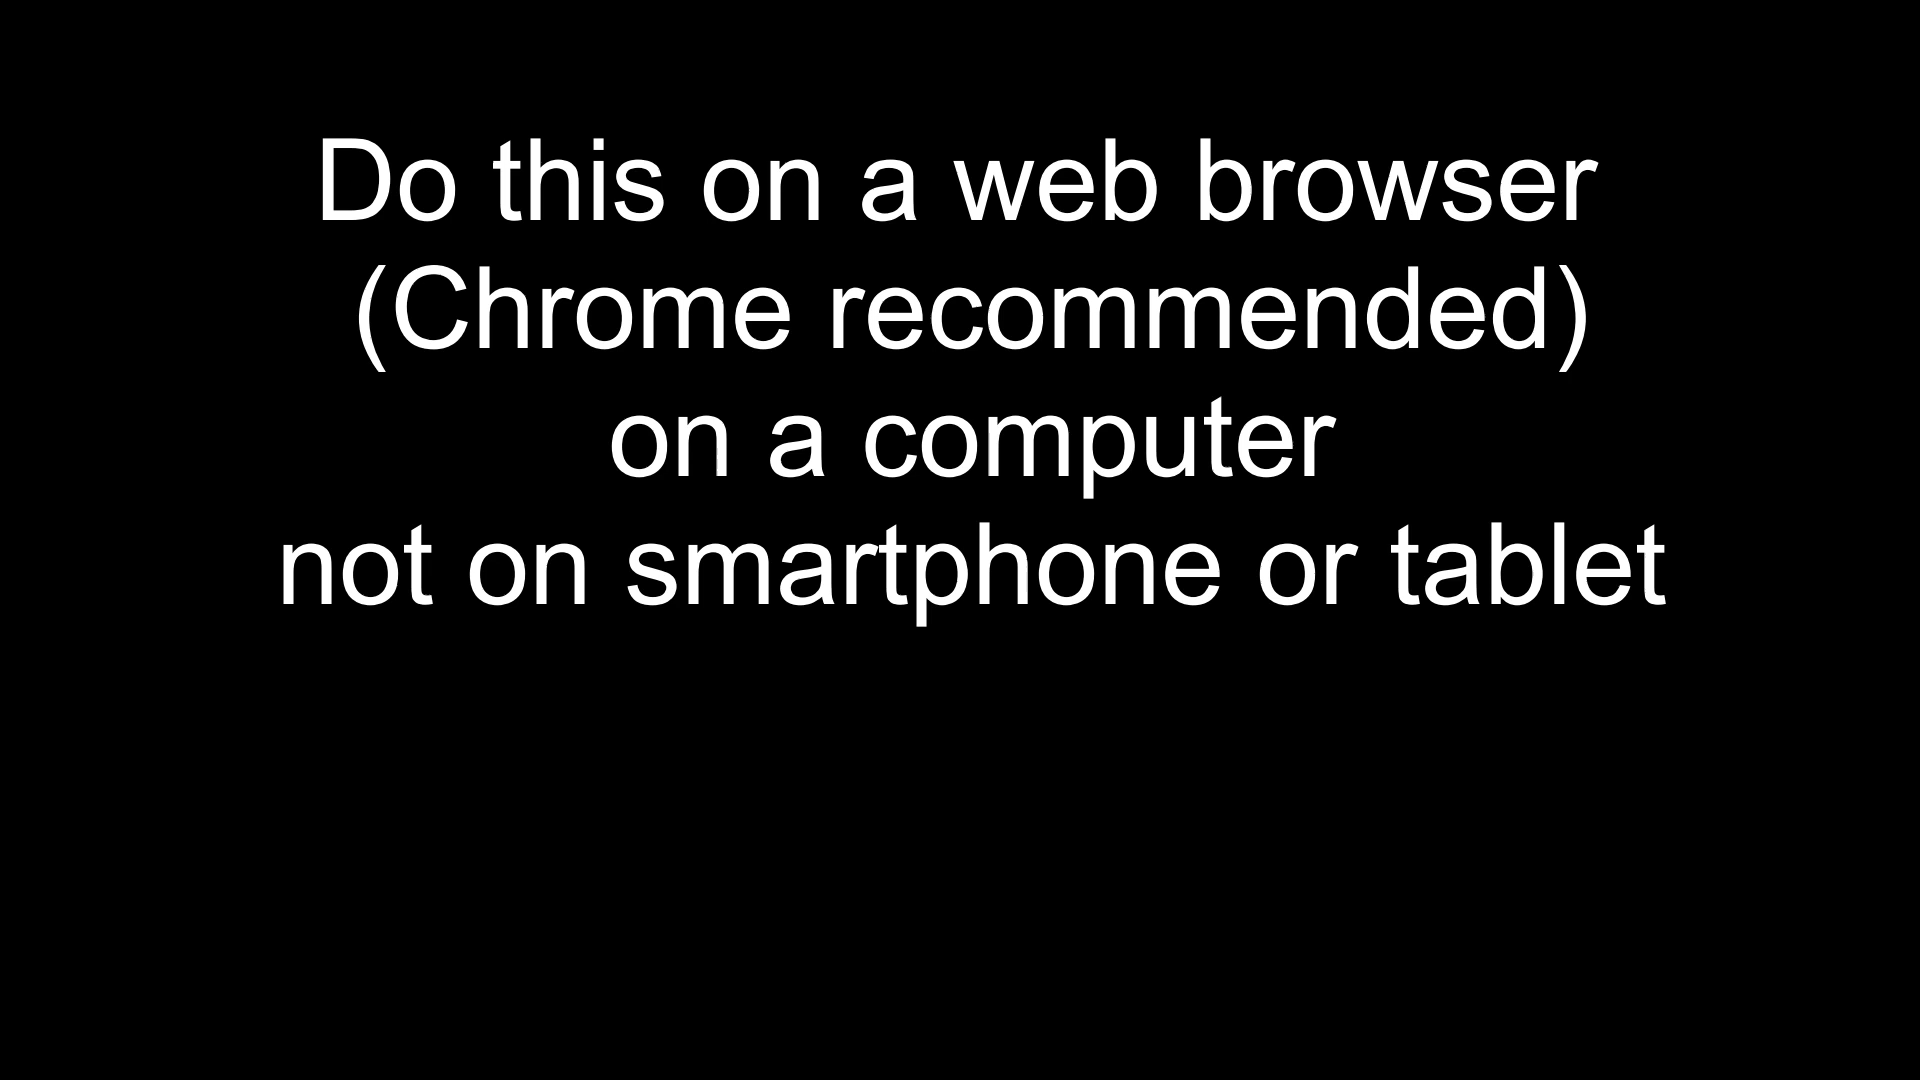 Do this on a web browser
(Chrome recommended)
on a computer
not on smartphone or tablet